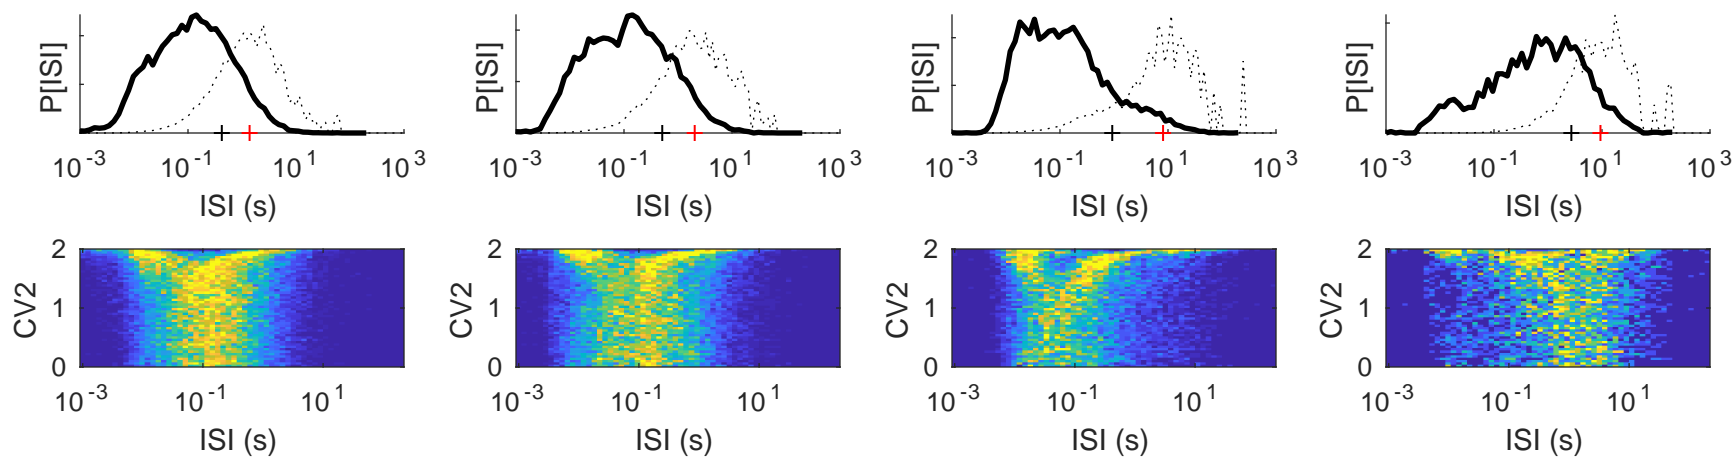 P[ISI] P[ISI] P[ISI] P[ISI]
10^-3 10^-1 10^1 10^3 10^-3 10^-1 10^1 10^3 10^-3 10^-1 10^1 10^3 10^-3 10^-1 10^1 10^3
ISI (s) ISI (s) ISI (s) ISI (s)
2 2 2 2
CV2 1 CV2 1 CV2 1 CV2 1
0 0 0 0
10^-3 10^-1 10^1 10^-3 10^-1 10^1 10^-3 10^-1 10^1 10^-3 10^-1 10^1
ISI (s) ISI (s) ISI (s) ISI (s)